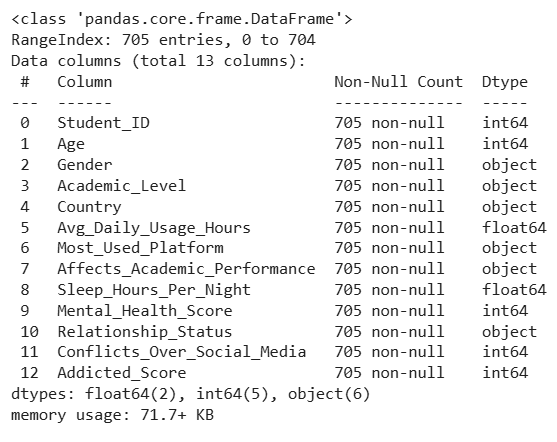 <class 'pandas.core.frame.DataFrame'>
RangeIndex: 705 entries, 0 to 704
Data columns (total 13 columns):
 #   Column                        Non-Null Count  Dtype
---  ------                        --------------  -----
 0   Student_ID                    705 non-null    int64
 1   Age                           705 non-null    int64
 2   Gender                        705 non-null    object
 3   Academic_Level                705 non-null    object
 4   Country                       705 non-null    object
 5   Avg_Daily_Usage_Hours         705 non-null    float64
 6   Most_Used_Platform            705 non-null    object
 7   Affects_Academic_Performance  705 non-null    object
 8   Sleep_Hours_Per_Night         705 non-null    float64
 9   Mental_Health_Score           705 non-null    int64
 10  Relationship_Status           705 non-null    object
 11  Conflicts_Over_Social_Media   705 non-null    int64
 12  Addicted_Score                705 non-null    int64
dtypes: float64(2), int64(5), object(6)
memory usage: 71.7+ KB